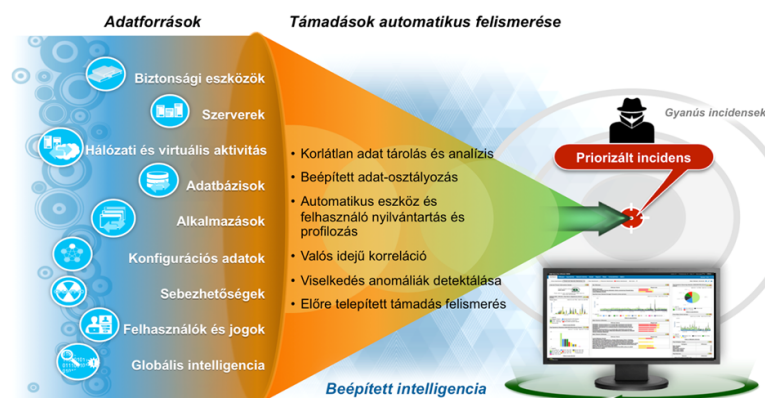 Adatforrások
Támadások automatikus felismerése
Biztonsági eszközök
Szerverek
Hálózati és virtuális aktivitás
Adatbázisok
Alkalmazások
Konfigurációs adatok
Sebezhetőségek
Felhasználók és jogok
Globális intelligencia
• Korlátlan adat tárolás és analízis
• Beépített adat-osztályozás
• Automatikus eszköz és
felhasználó nyilvántartás és
profilozás
• Valós idejű korreláció
• Viselkedés anomáliák detektálása
• Előre telepített támadás felismerés
Beépített intelligencia
Gyanús incidensek
Priorizált incidens